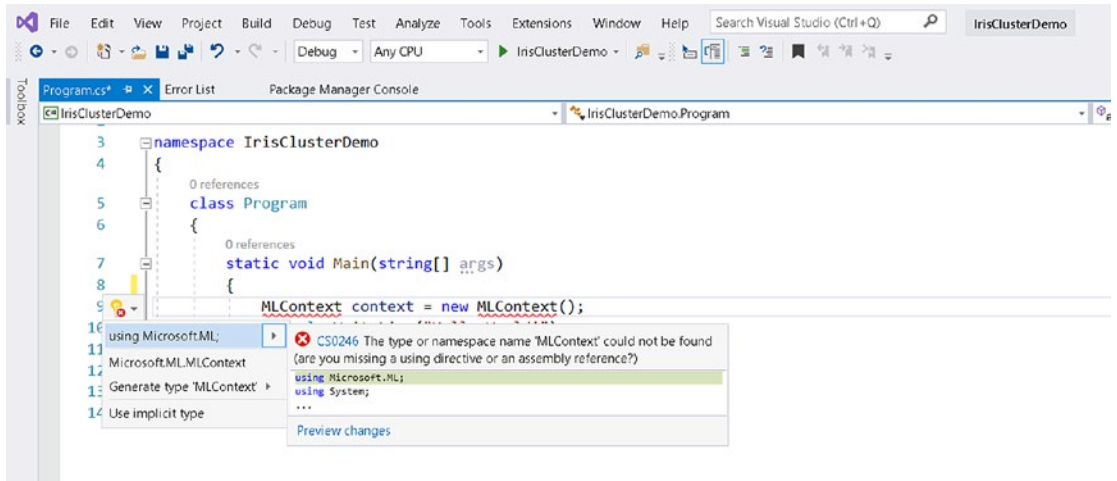 File Edit View Project Build Debug Test Analyze Tools Extensions Window Help Search Visual Studio (Ctrl+Q) IrisClusterDemo
Debug Any CPU IrisClusterDemo
Toolbox
Program.cs* Error List Package Manager Console
C# IrisClusterDemo IrisClusterDemo.Program
3 namespace IrisClusterDemo
4 {
0 references
5 class Program
6 {
0 references
7 static void Main(string[] args)
8 {
9 MLContext context = new MLContext();
10
using Microsoft.ML;
11
Microsoft.ML.MLContext
12
Generate type 'MLContext'
13
14 Use implicit type
CS0246 The type or namespace name 'MLContext' could not be found
(are you missing a using directive or an assembly reference?)
using Microsoft.ML;
using System;
...
Preview changes